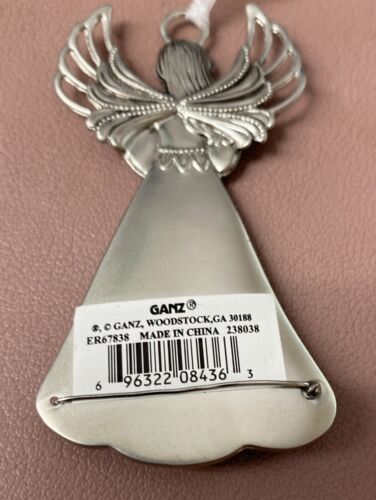 GANZ®
®, © GANZ, WOODSTOCK,GA 30188
ER67838 MADE IN CHINA 238038
6 96322 08436 3